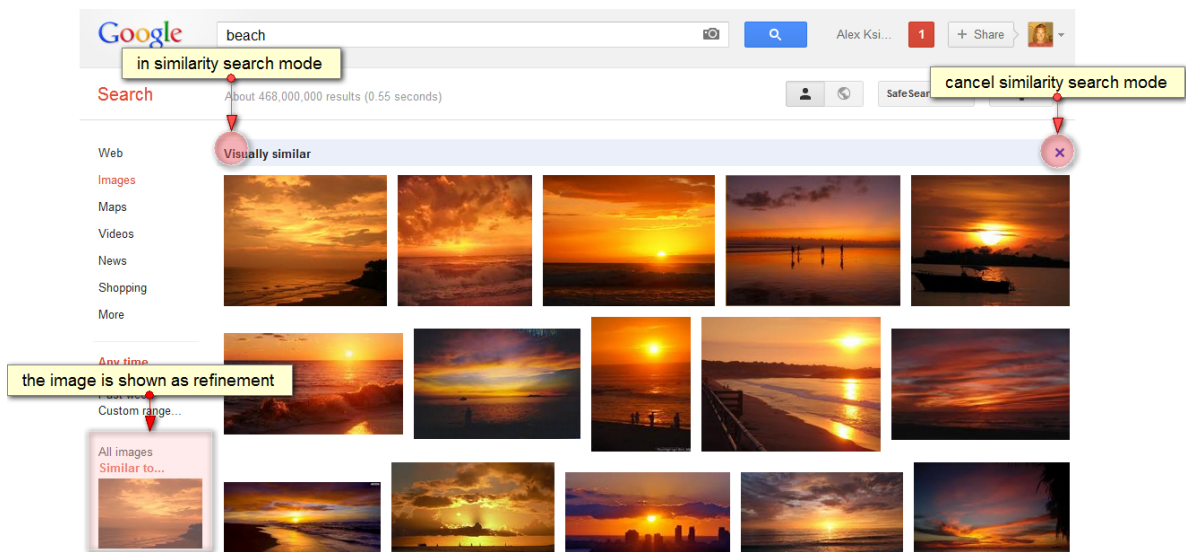 Google
beach
Alex Ksi...
1
+ Share
in similarity search mode
cancel similarity search mode
Search
About 468,000,000 results (0.55 seconds)
SafeSear
Web
Visually similar
Images
Maps
Videos
News
Shopping
More
Any time
the image is shown as refinement
Custom range...
All images
Similar to...